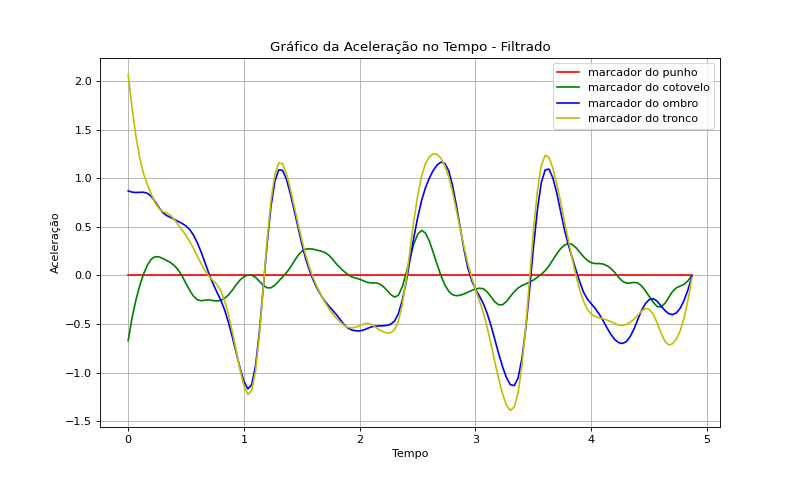 Gráfico da Aceleração no Tempo - Filtrado
marcador do punho
marcador do cotovelo
marcador do ombro
marcador do tronco
2.0
1.5
1.0
0.5
0.0
−0.5
−1.0
−1.5
Aceleração
0 1 2 3 4 5
Tempo